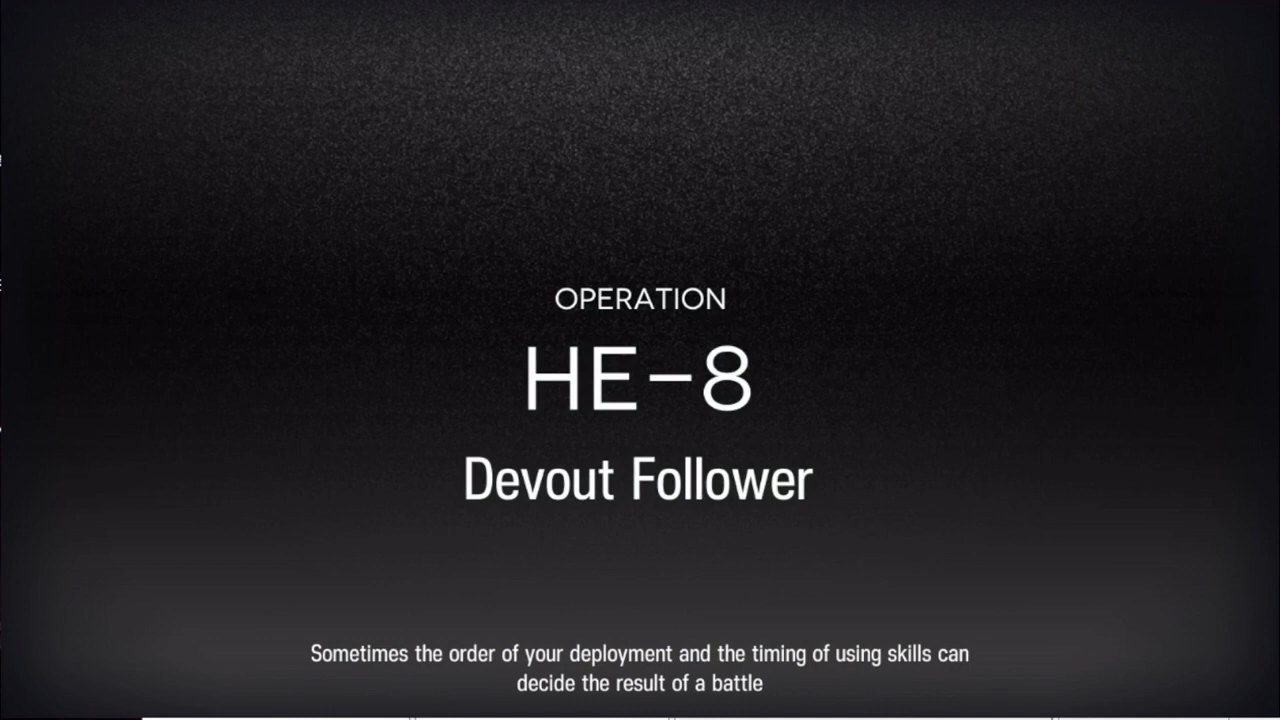 OPERATION
HE-8
Devout Follower
Sometimes the order of your deployment and the timing of using skills can
decide the result of a battle